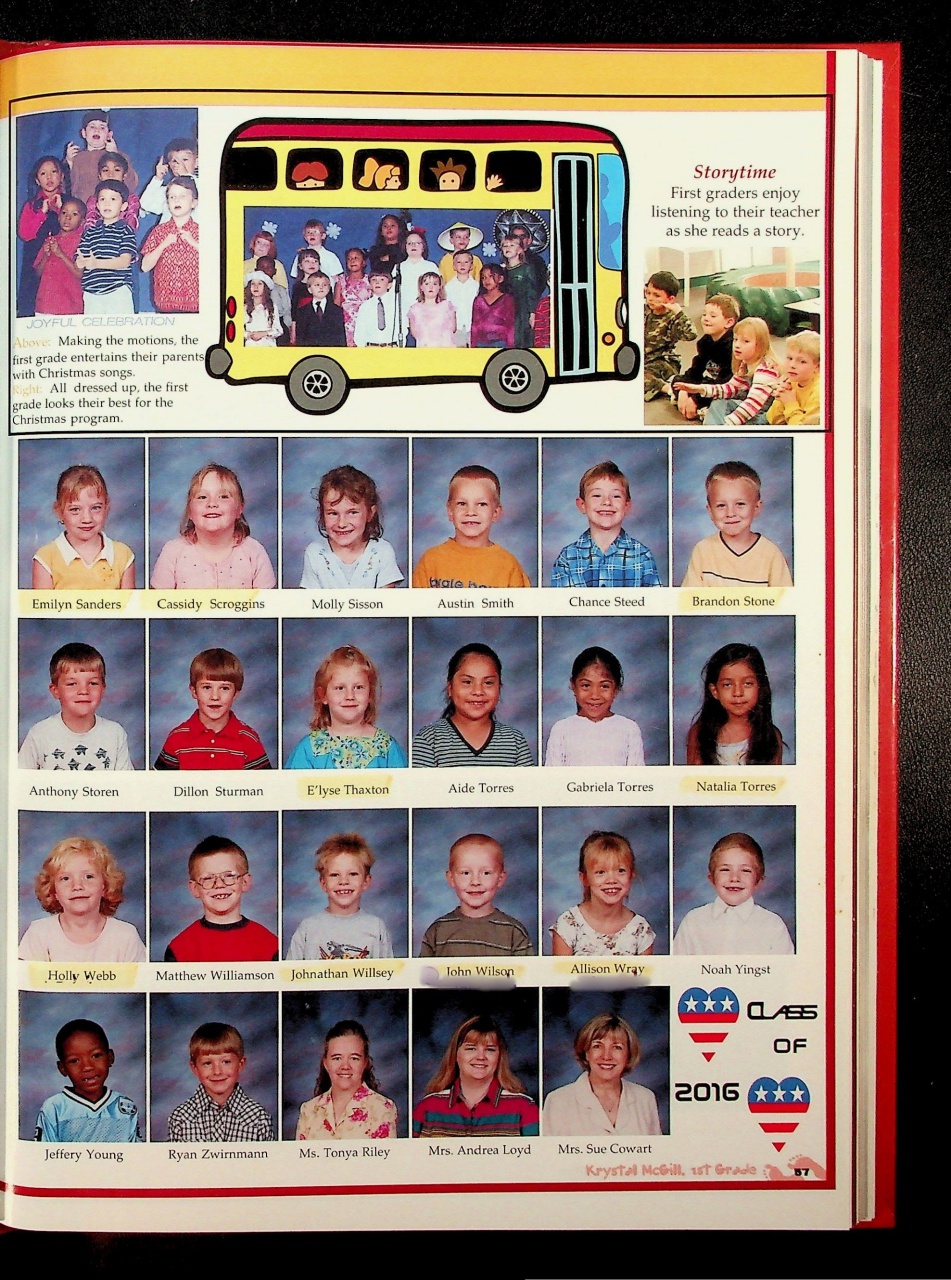 JOYFUL CELEBRATION
Above: Making the motions, the
first grade entertains their parents
with Christmas songs.
Right: All dressed up, the first
grade looks their best for the
Christmas program.
Storytime
First graders enjoy
listening to their teacher
as she reads a story.
Emilyn Sanders
Cassidy Scroggins
Molly Sisson
Austin Smith
Chance Steed
Brandon Stone
Anthony Storen
Dillon Sturman
E'lyse Thaxton
Aide Torres
Gabriela Torres
Natalia Torres
Holly Webb
Matthew Williamson
Johnathan Willsey
John Wilson
Allison Wray
Noah Yingst
CLASS
OF
2016
Jeffery Young
Ryan Zwirnmann
Ms. Tonya Riley
Mrs. Andrea Loyd
Mrs. Sue Cowart
Krystal McGill, 1st Grade
57